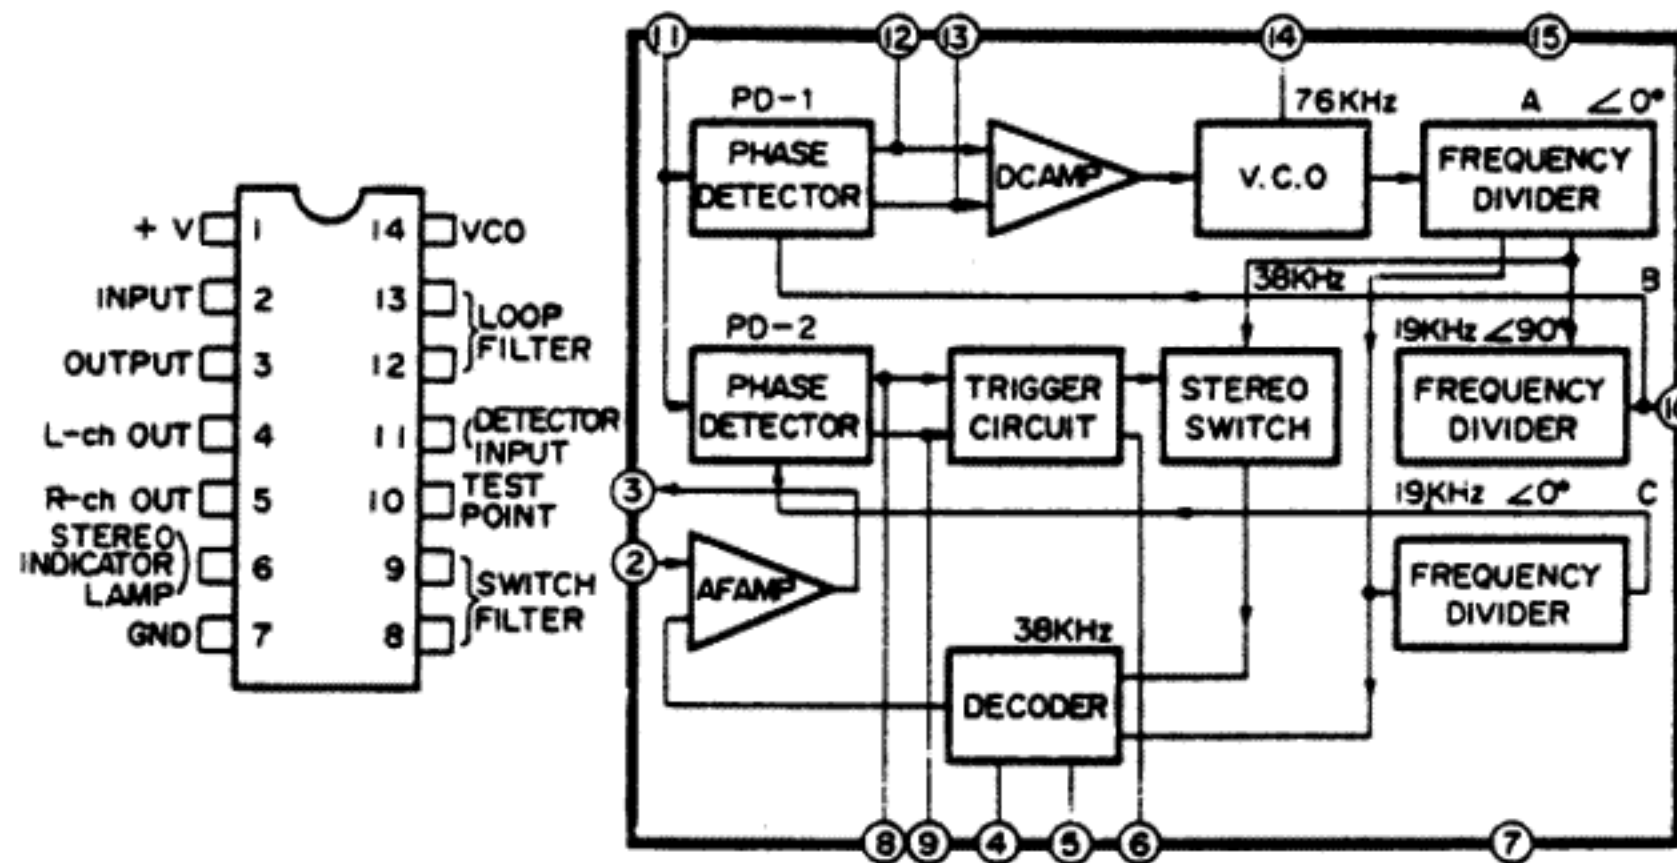 + V 1 14 VCO
INPUT 2 13 LOOP
FILTER
OUTPUT 3 12
L-ch OUT 4 11 DETECTOR
INPUT
R-ch OUT 5 10 TEST
POINT
STEREO
INDICATOR
LAMP 6 9 SWITCH
FILTER
GND 7 8
11 12 13 14 15
PD-1 76KHz A ∠0°
PHASE
DETECTOR
DCAMP
V.C.O
FREQUENCY
DIVIDER
38KHz B
PD-2 19KHz ∠90°
PHASE
DETECTOR
TRIGGER
CIRCUIT
STEREO
SWITCH
FREQUENCY
DIVIDER
3 19KHz ∠0° C
2 AFAMP
FREQUENCY
DIVIDER
38KHz
DECODER
8 9 4 5 6 7